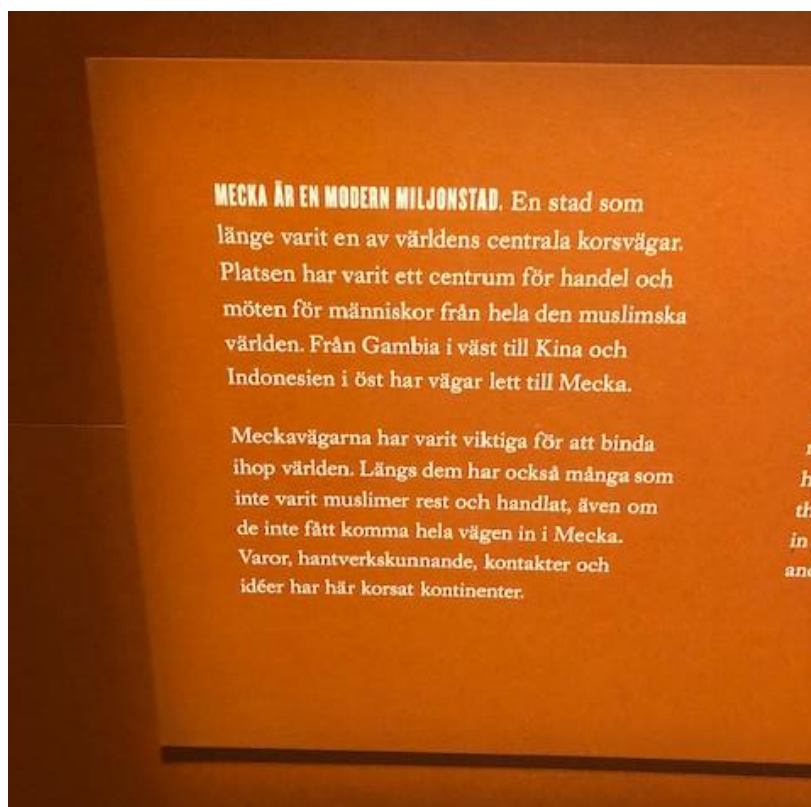 MECKA ÄR EN MODERN MILJONSTAD. En stad som
länge varit en av världens centrala korsvägar.
Platsen har varit ett centrum för handel och
möten för människor från hela den muslimska
världen. Från Gambia i väst till Kina och
Indonesien i öst har vägar lett till Mecka.
Meckavägarna har varit viktiga för att binda
ihop världen. Längs dem har också många som
inte varit muslimer rest och handlat, även om
de inte fått komma hela vägen in i Mecka.
Varor, hantverkskunnande, kontakter och
idéer har här korsat kontinenter.
in